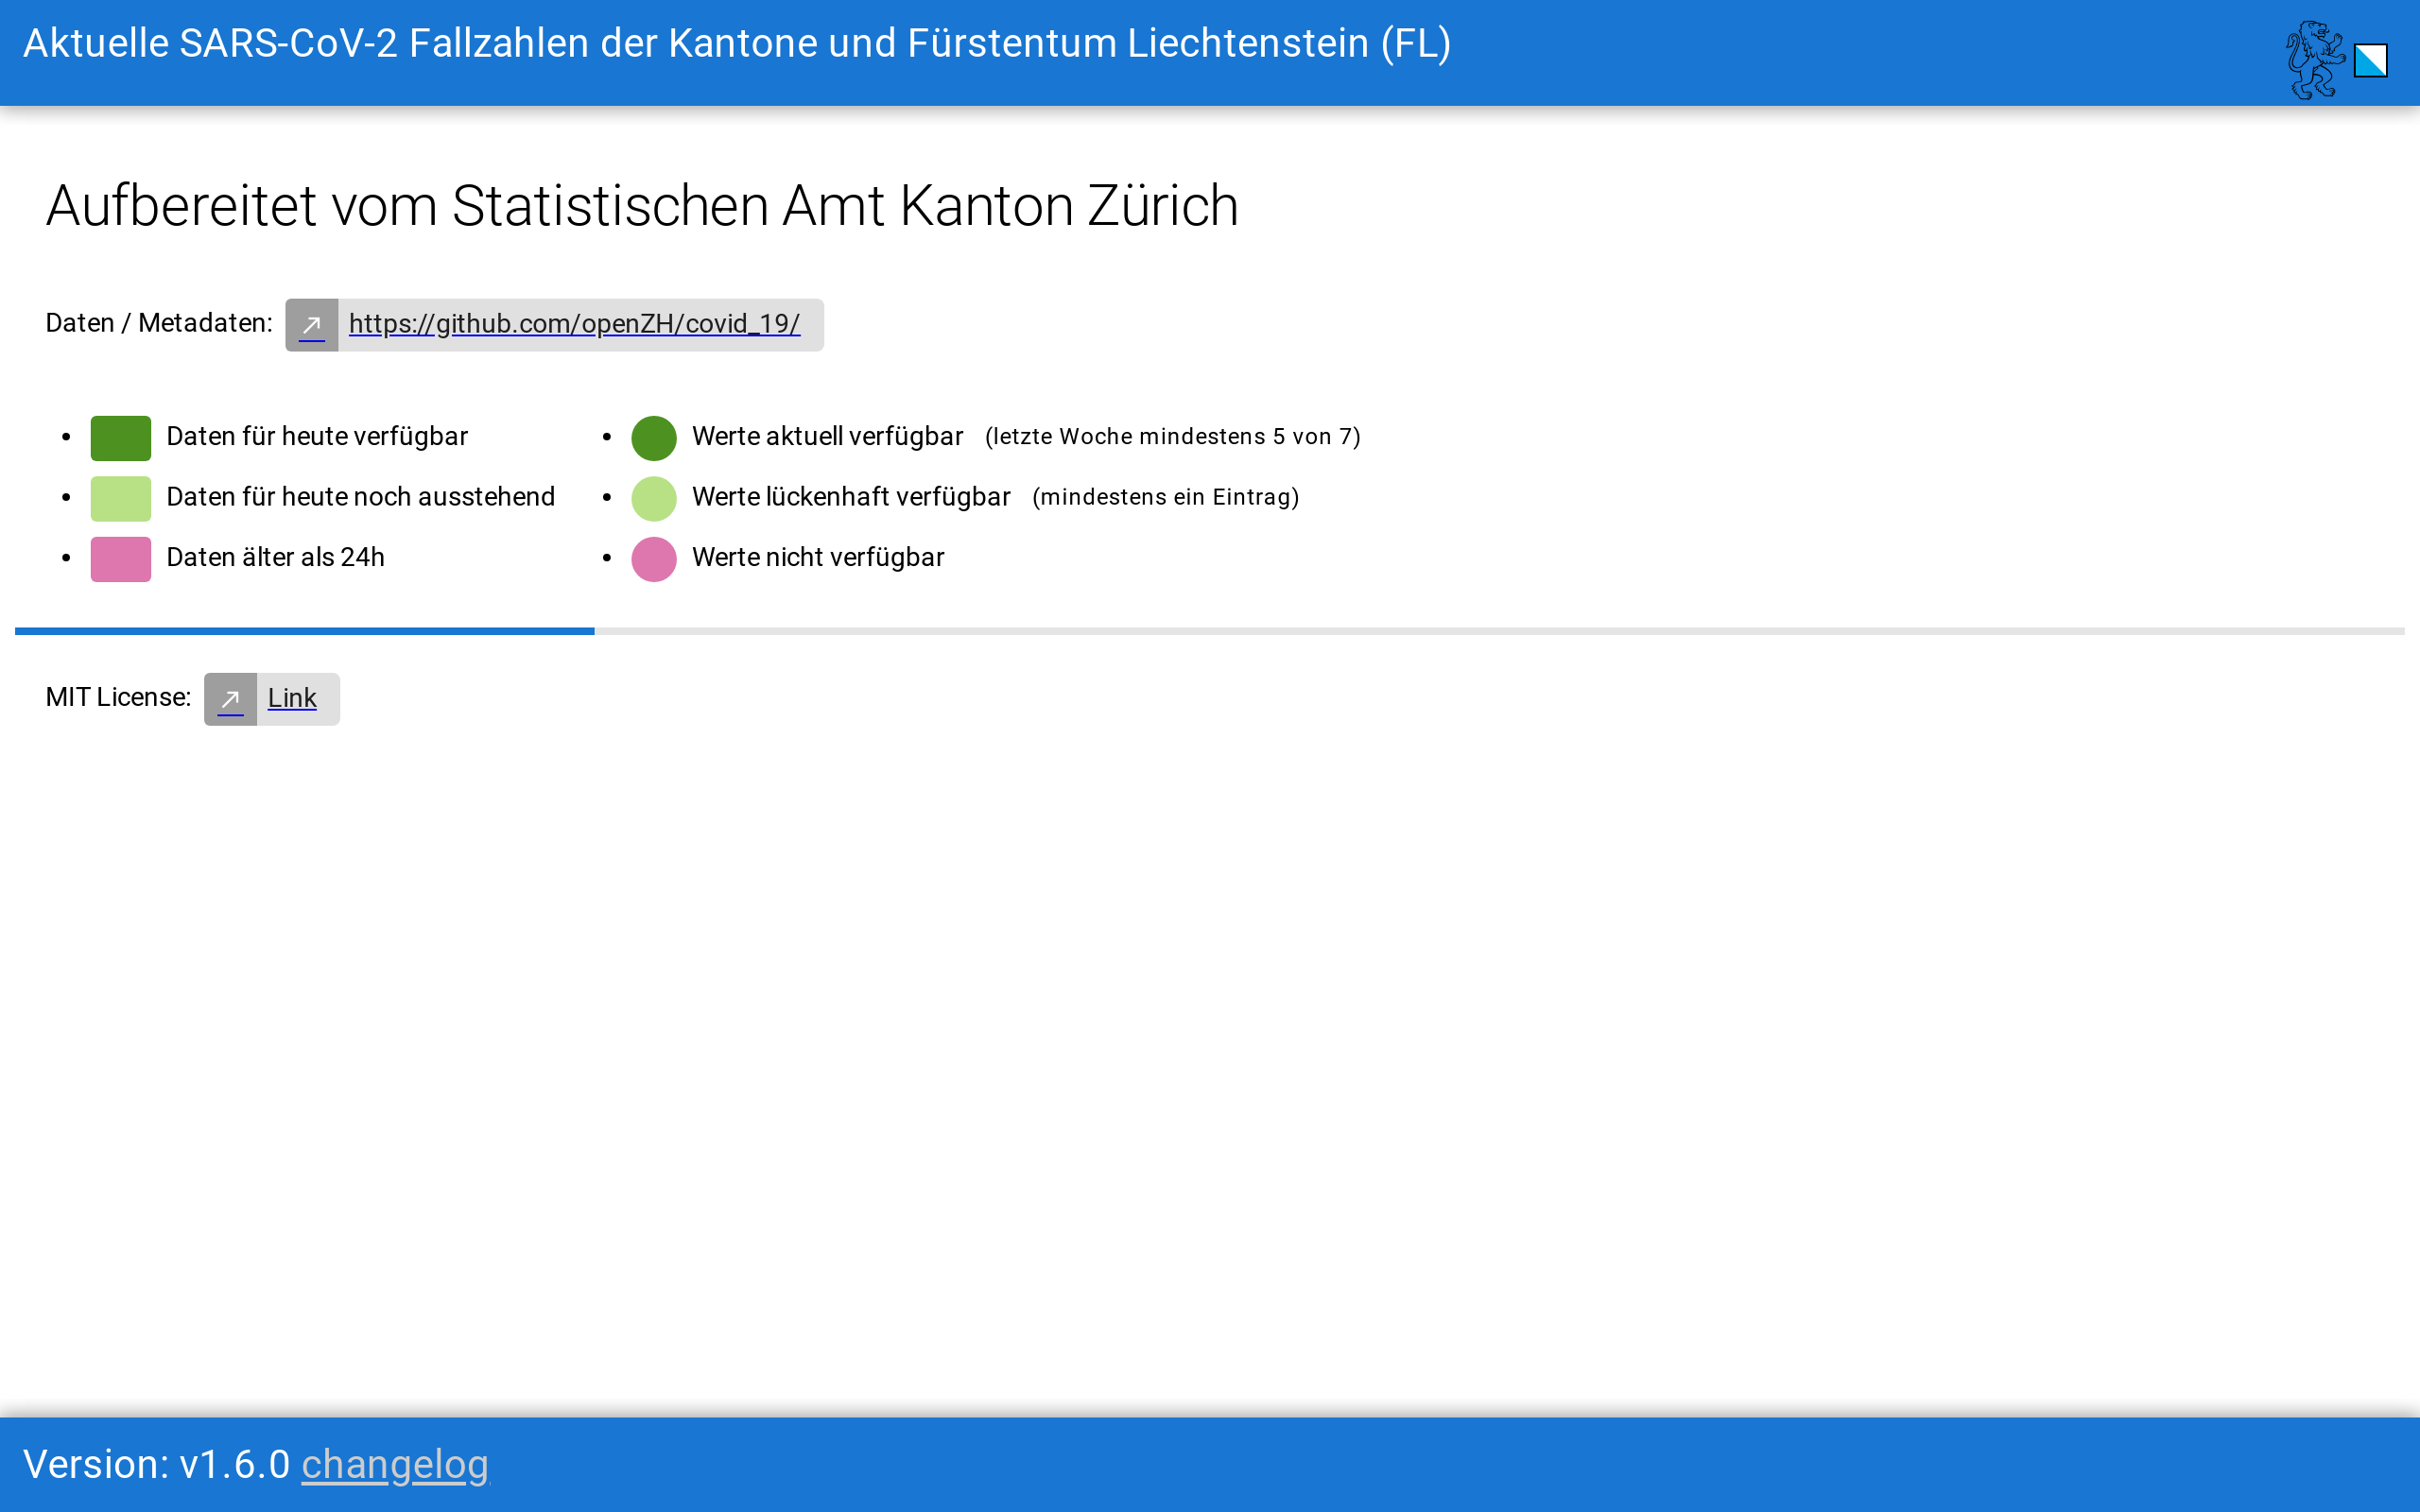 Aktuelle SARS-CoV-2 Fallzahlen der Kantone und Fürstentum Liechtenstein (FL)
Aufbereitet vom Statistischen Amt Kanton Zürich
Daten / Metadaten: https://github.com/openZH/covid_19/
Daten für heute verfügbar
Daten für heute noch ausstehend
Daten älter als 24h
Werte aktuell verfügbar (letzte Woche mindestens 5 von 7)
Werte lückenhaft verfügbar (mindestens ein Eintrag)
Werte nicht verfügbar
MIT License: Link
Version: v1.6.0 changelog